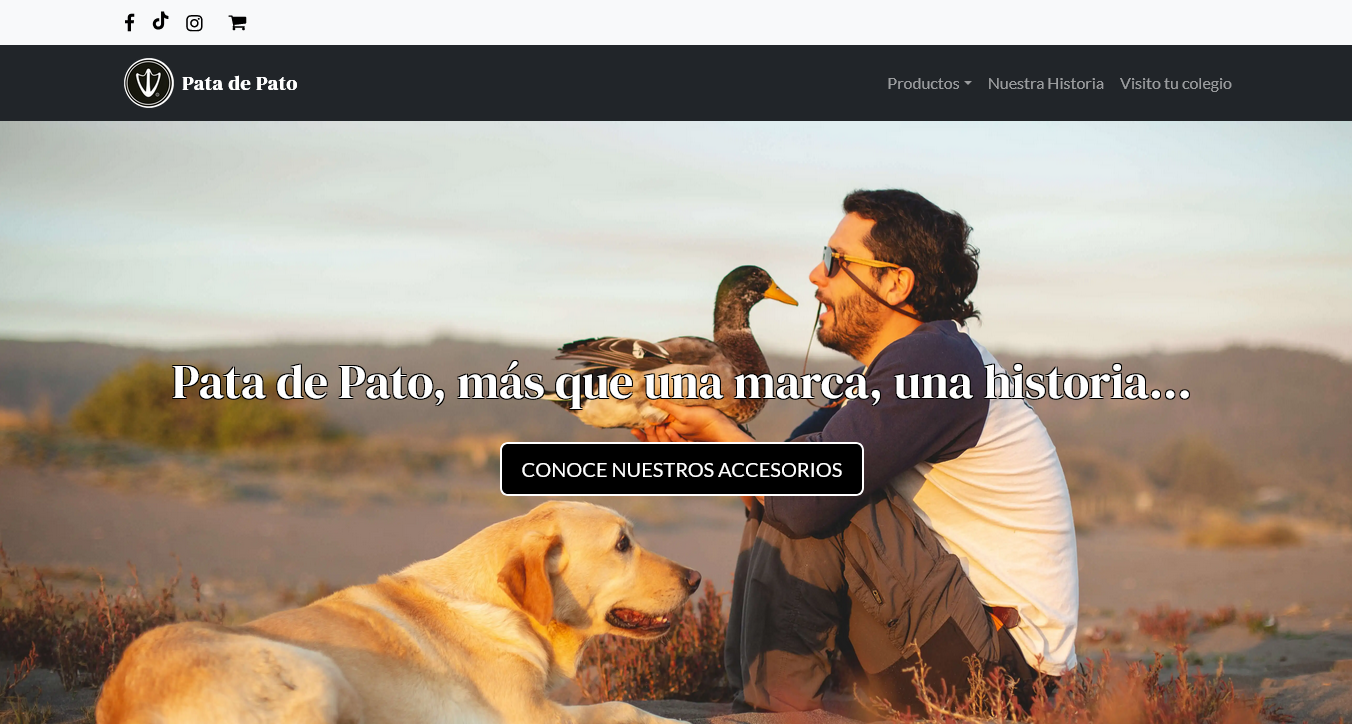 Pata de Pato
Productos
Nuestra Historia
Visito tu colegio
Pata de Pato, más que una marca, una historia...
CONOCE NUESTROS ACCESORIOS